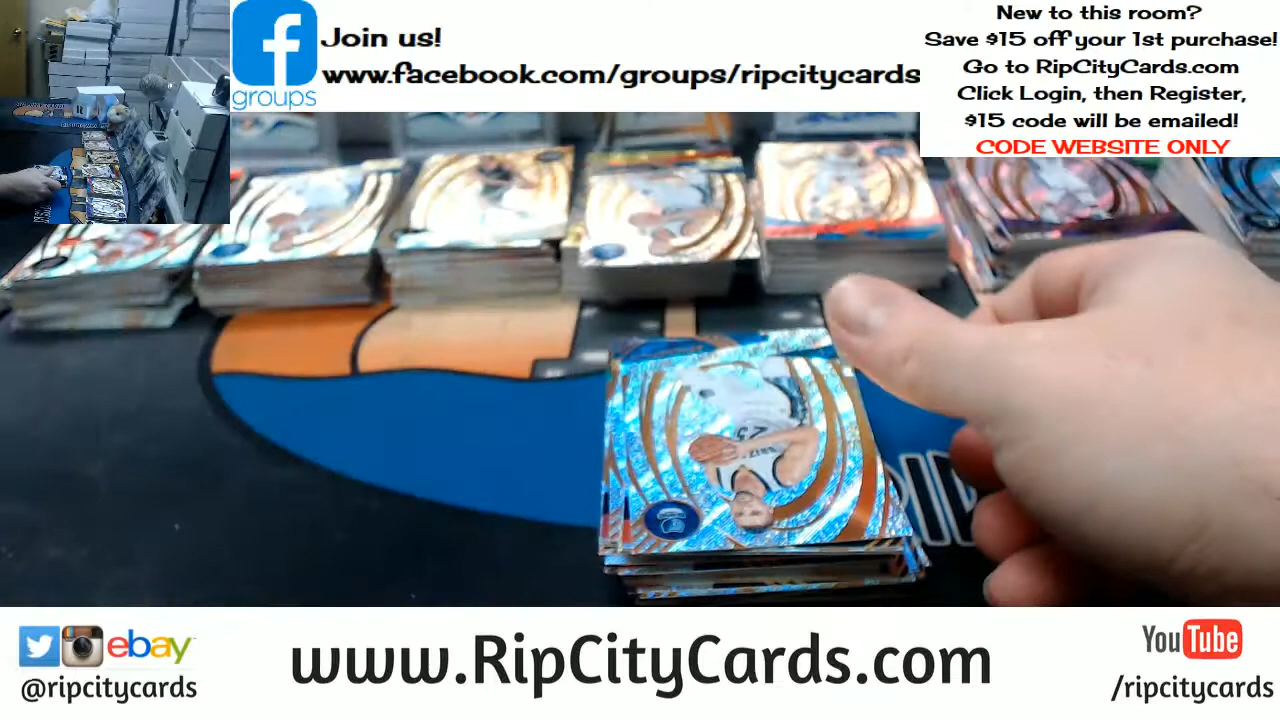 Join us!
www.facebook.com/groups/ripcitycards
groups
New to this room?
Save $15 off your 1st purchase!
Go to RipCityCards.com
Click Login, then Register,
$15 code will be emailed!
CODE WEBSITE ONLY
ebay
@ripcitycards
www.RipCityCards.com
YouTube
/ripcitycards